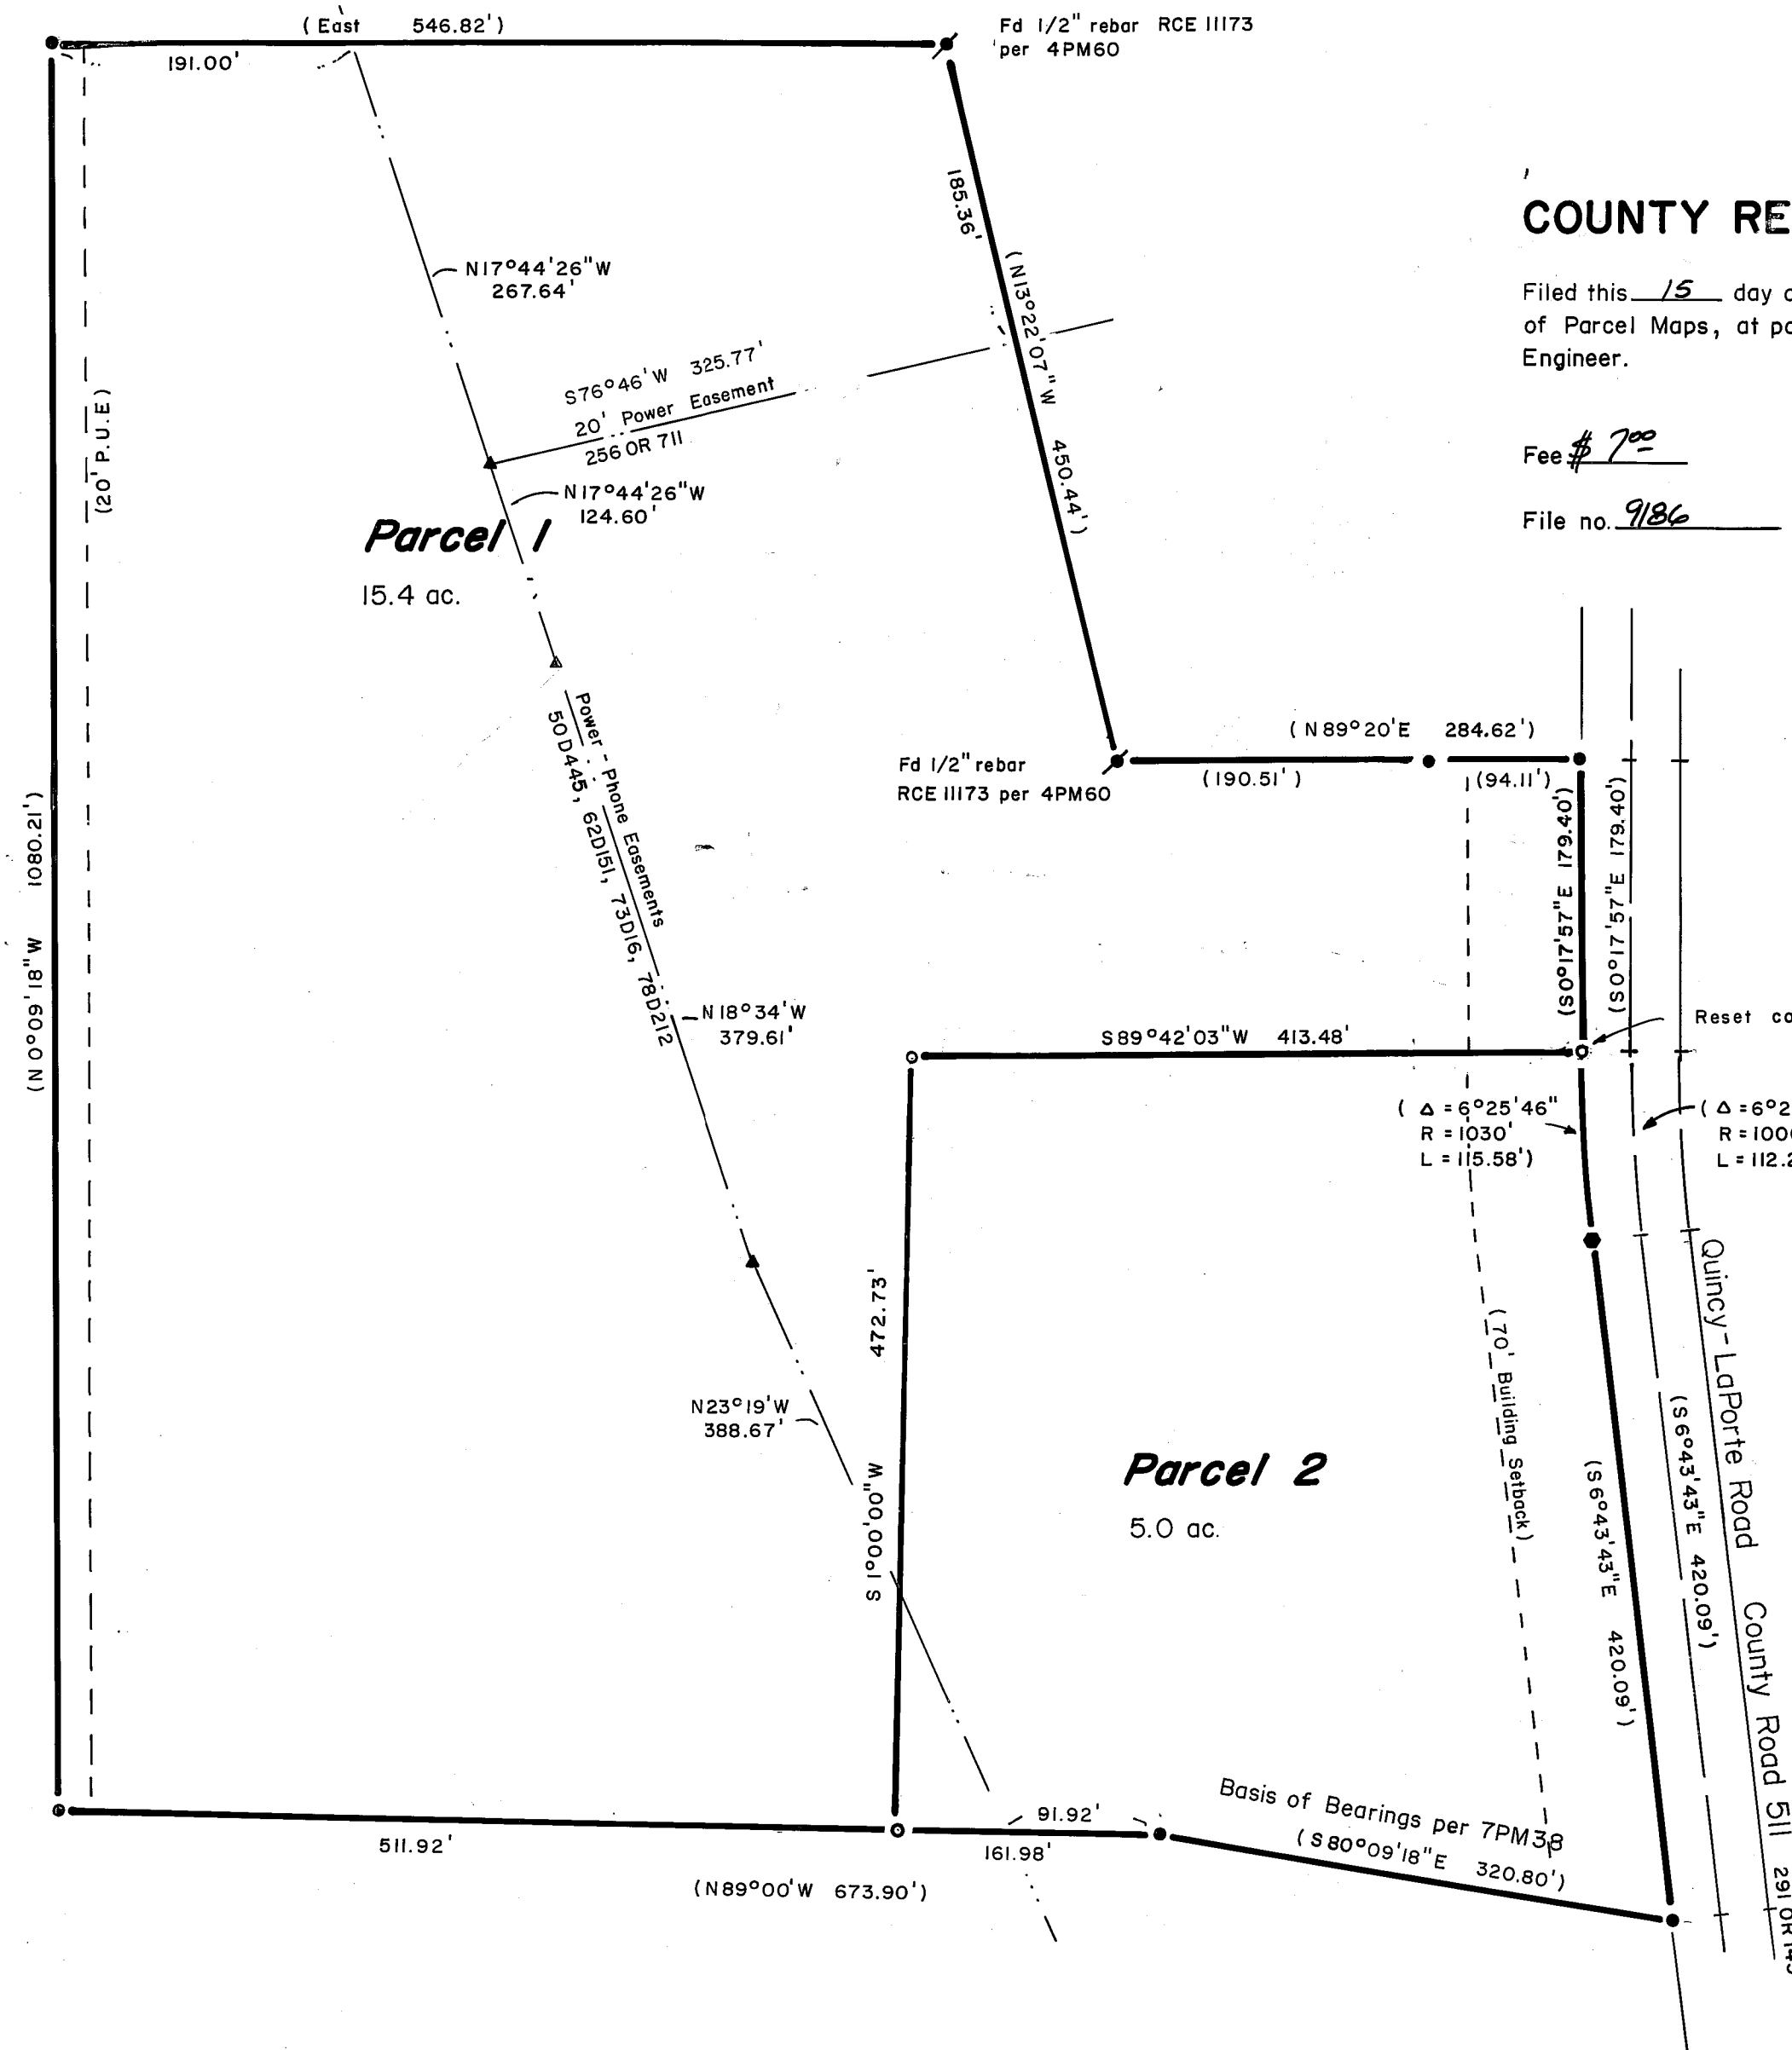 (East 546.82')
191.00'
Fd 1/2" rebar RCE 11173
per 4PM60
185.36'
(N13°22'07"W 450.44')
COUNTY RE
Filed this 15 day o
of Parcel Maps, at pa
Engineer.
Fee $ 7 00
File no. 9186
N17°44'26"W
267.64'
S76°46'W 325.77'
20' Power Easement
256 OR 711
(20' P.U.E)
N17°44'26"W
124.60'
Parcel 1
15.4 ac.
Power - Phone Easements
50D445, 62D151, 73D16, 78D212
(N 89°20'E 284.62')
Fd 1/2" rebar
RCE 11173 per 4PM60
(190.51')
(94.11')
(S0°17'57"E 179.40')
(S0°17'57"E 179.40')
(N 0°09'18"W 1080.21')
N18°34'W
379.61'
S89°42'03"W 413.48'
Reset co
(Δ = 6°25'46"
R = 1030'
L = 115.58')
(Δ = 6°2
R = 100
L = 112.2
472.73'
S 1°00'00"W
N23°19'W
388.67'
Parcel 2
5.0 ac.
(70' Building Setback)
(S6°43'43"E 420.09')
(S6°43'43"E 420.09')
Quincy-LaPorte Road County Road 511
Basis of Bearings per 7PM38
(S80°09'18"E 320.80')
91.92'
511.92'
161.98'
(N89°00'W 673.90')